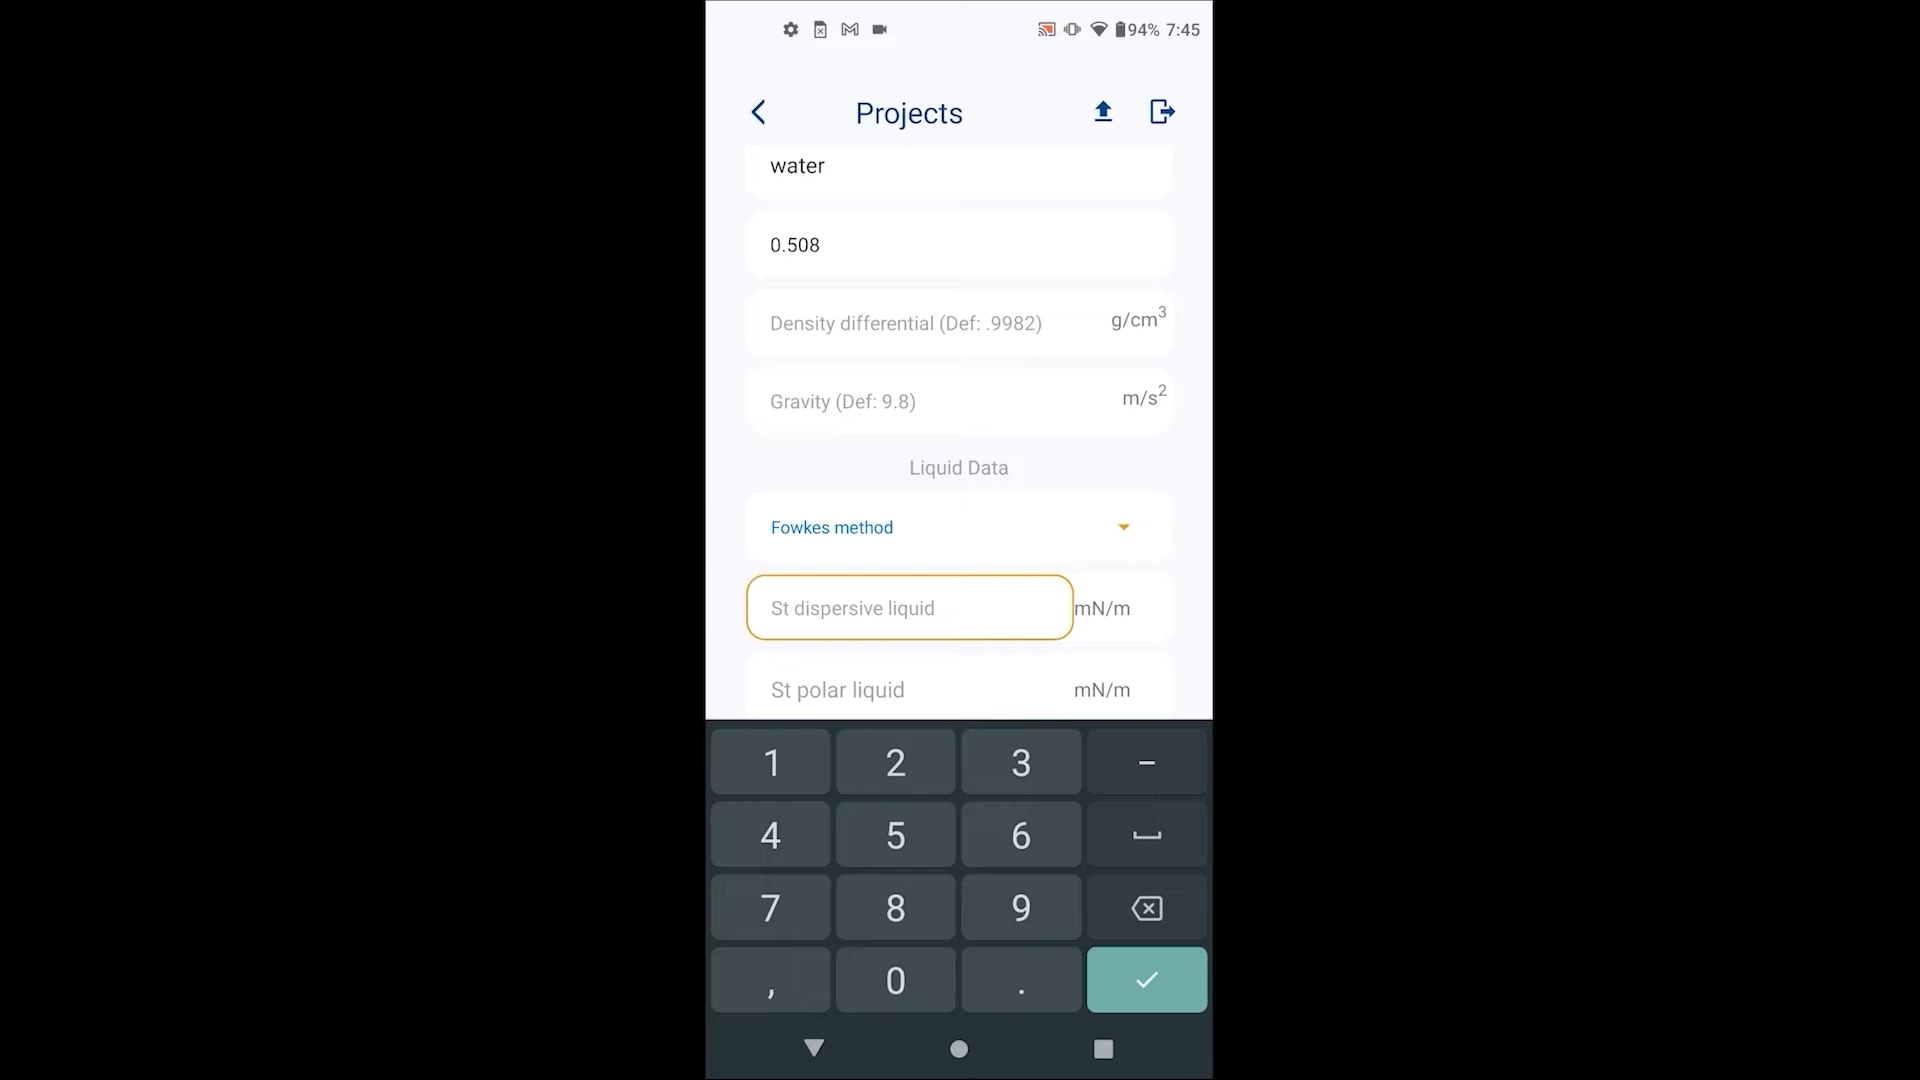 94% 7:45
Projects
water
0.508
Density differential (Def: .9982) g/cm³
Gravity (Def: 9.8) m/s²
Liquid Data
Fowkes method
St dispersive liquid mN/m
St polar liquid mN/m
1 2 3 -
4 5 6
7 8 9
, 0 .